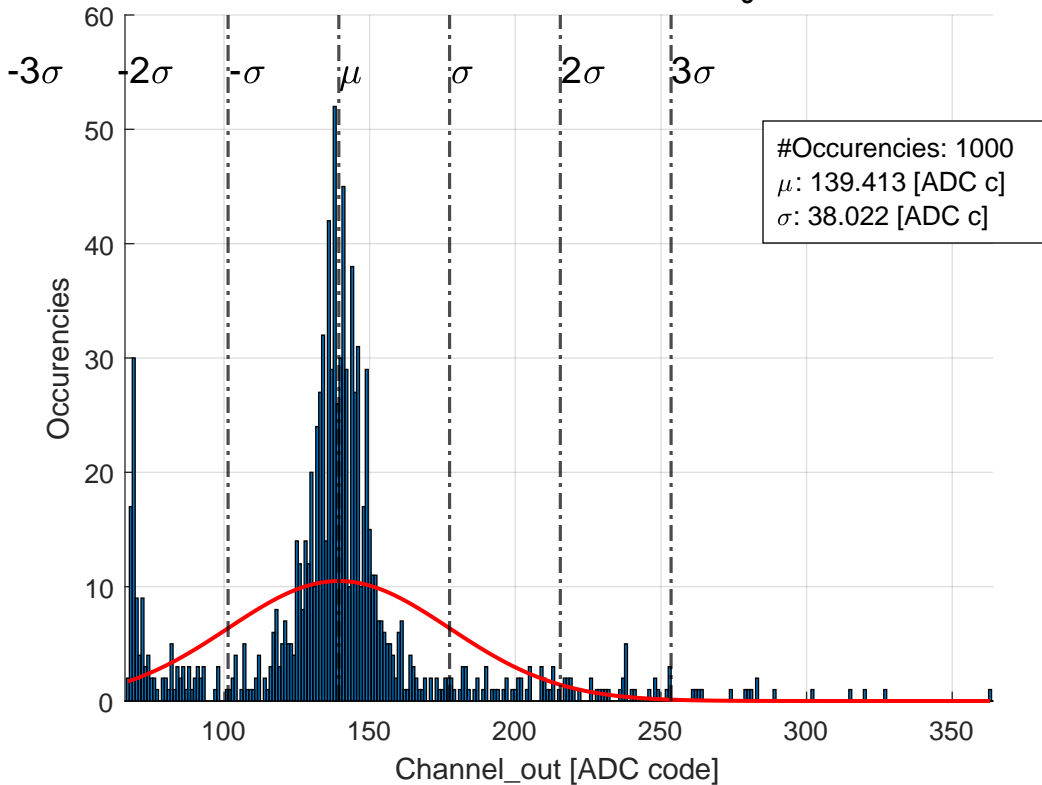 60
-3σ -2σ -σ μ σ 2σ 3σ
50
#Occurencies: 1000
μ: 139.413 [ADC c]
σ: 38.022 [ADC c]
40
30
20
10
0
Occurencies
100 150 200 250 300 350
Channel_out [ADC code]